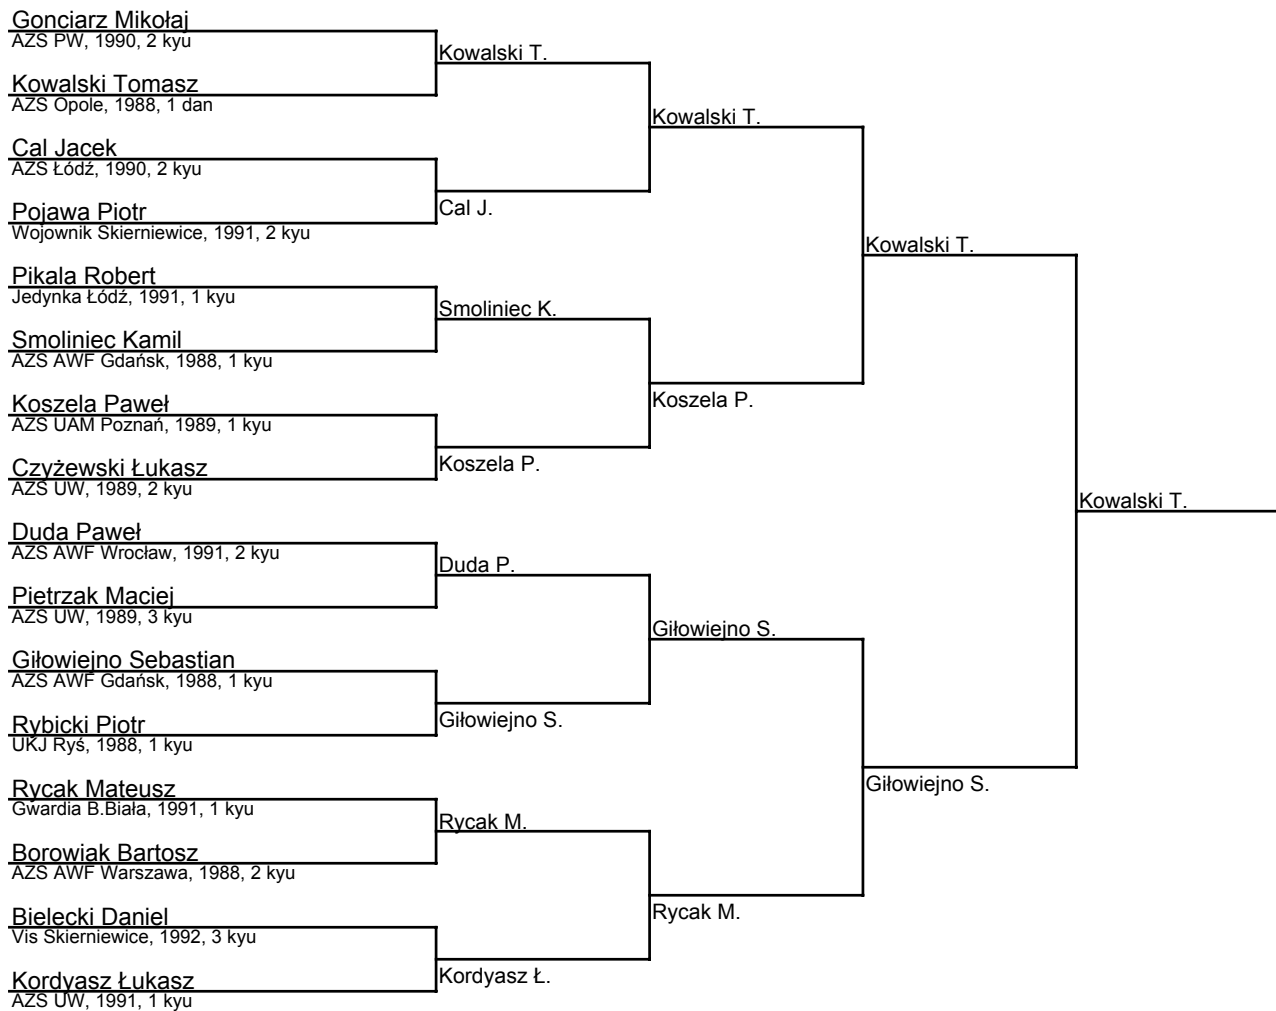 Gonciarz Mikołaj
AZS PW, 1990, 2 kyu
Kowalski Tomasz
AZS Opole, 1988, 1 dan
Cal Jacek
AZS Łódź, 1990, 2 kyu
Pojawa Piotr
Wojownik Skierniewice, 1991, 2 kyu
Pikala Robert
Jedynka Łódź, 1991, 1 kyu
Smoliniec Kamil
AZS AWF Gdańsk, 1988, 1 kyu
Koszela Paweł
AZS UAM Poznań, 1989, 1 kyu
Czyżewski Łukasz
AZS UW, 1989, 2 kyu
Duda Paweł
AZS AWF Wrocław, 1991, 2 kyu
Pietrzak Maciej
AZS UW, 1989, 3 kyu
Giłowiejno Sebastian
AZS AWF Gdańsk, 1988, 1 kyu
Rybicki Piotr
UKJ Ryś, 1988, 1 kyu
Rycak Mateusz
Gwardia B.Biała, 1991, 1 kyu
Borowiak Bartosz
AZS AWF Warszawa, 1988, 2 kyu
Bielecki Daniel
Vis Skierniewice, 1992, 3 kyu
Kordyasz Łukasz
AZS UW, 1991, 1 kyu
Kowalski T.
Cal J.
Smoliniec K.
Koszela P.
Duda P.
Giłowiejno S.
Rycak M.
Kordyasz Ł.
Kowalski T.
Koszela P.
Giłowiejno S.
Rycak M.
Kowalski T.
Giłowiejno S.
Kowalski T.